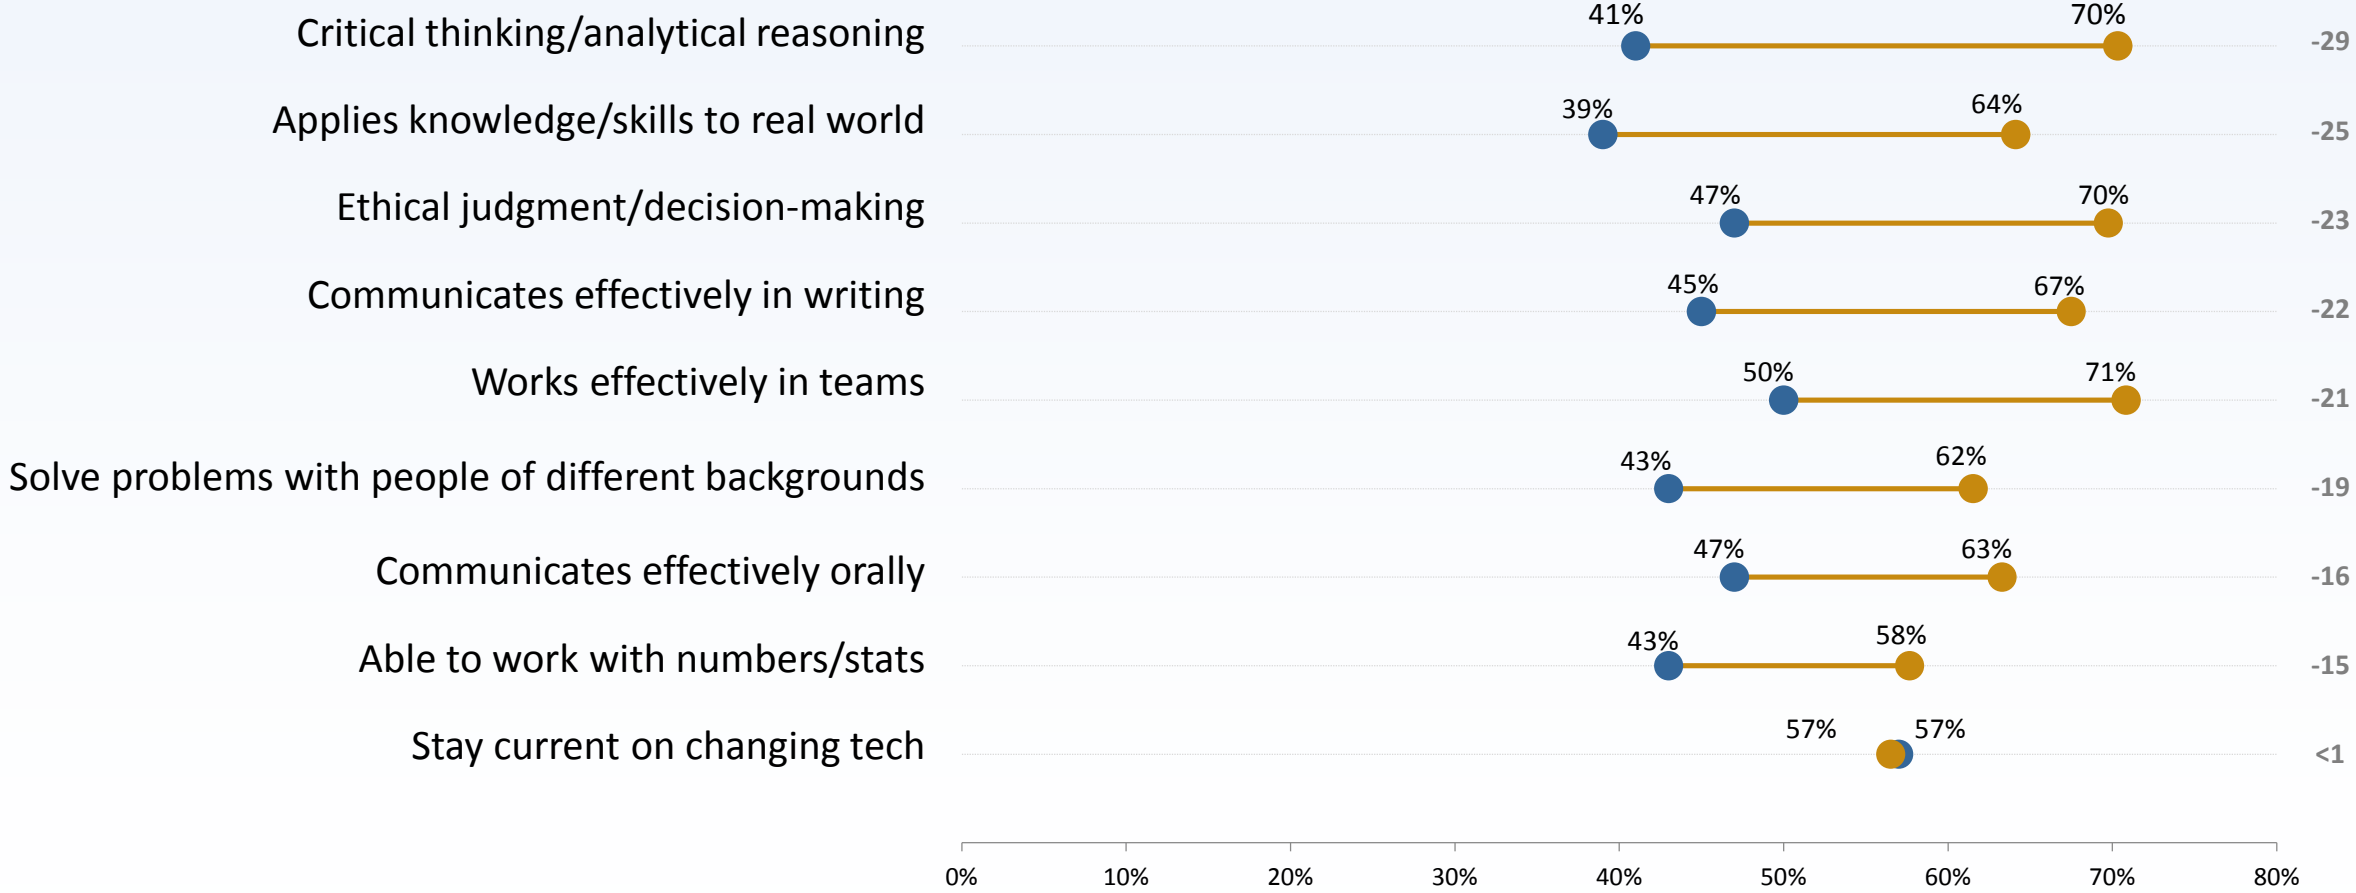 Critical thinking/analytical reasoning 41% 70% -29
Applies knowledge/skills to real world 39% 64% -25
Ethical judgment/decision-making 47% 70% -23
Communicates effectively in writing 45% 67% -22
Works effectively in teams 50% 71% -21
Solve problems with people of different backgrounds 43% 62% -19
Communicates effectively orally 47% 63% -16
Able to work with numbers/stats 43% 58% -15
Stay current on changing tech 57% 57% <1
0% 10% 20% 30% 40% 50% 60% 70% 80%